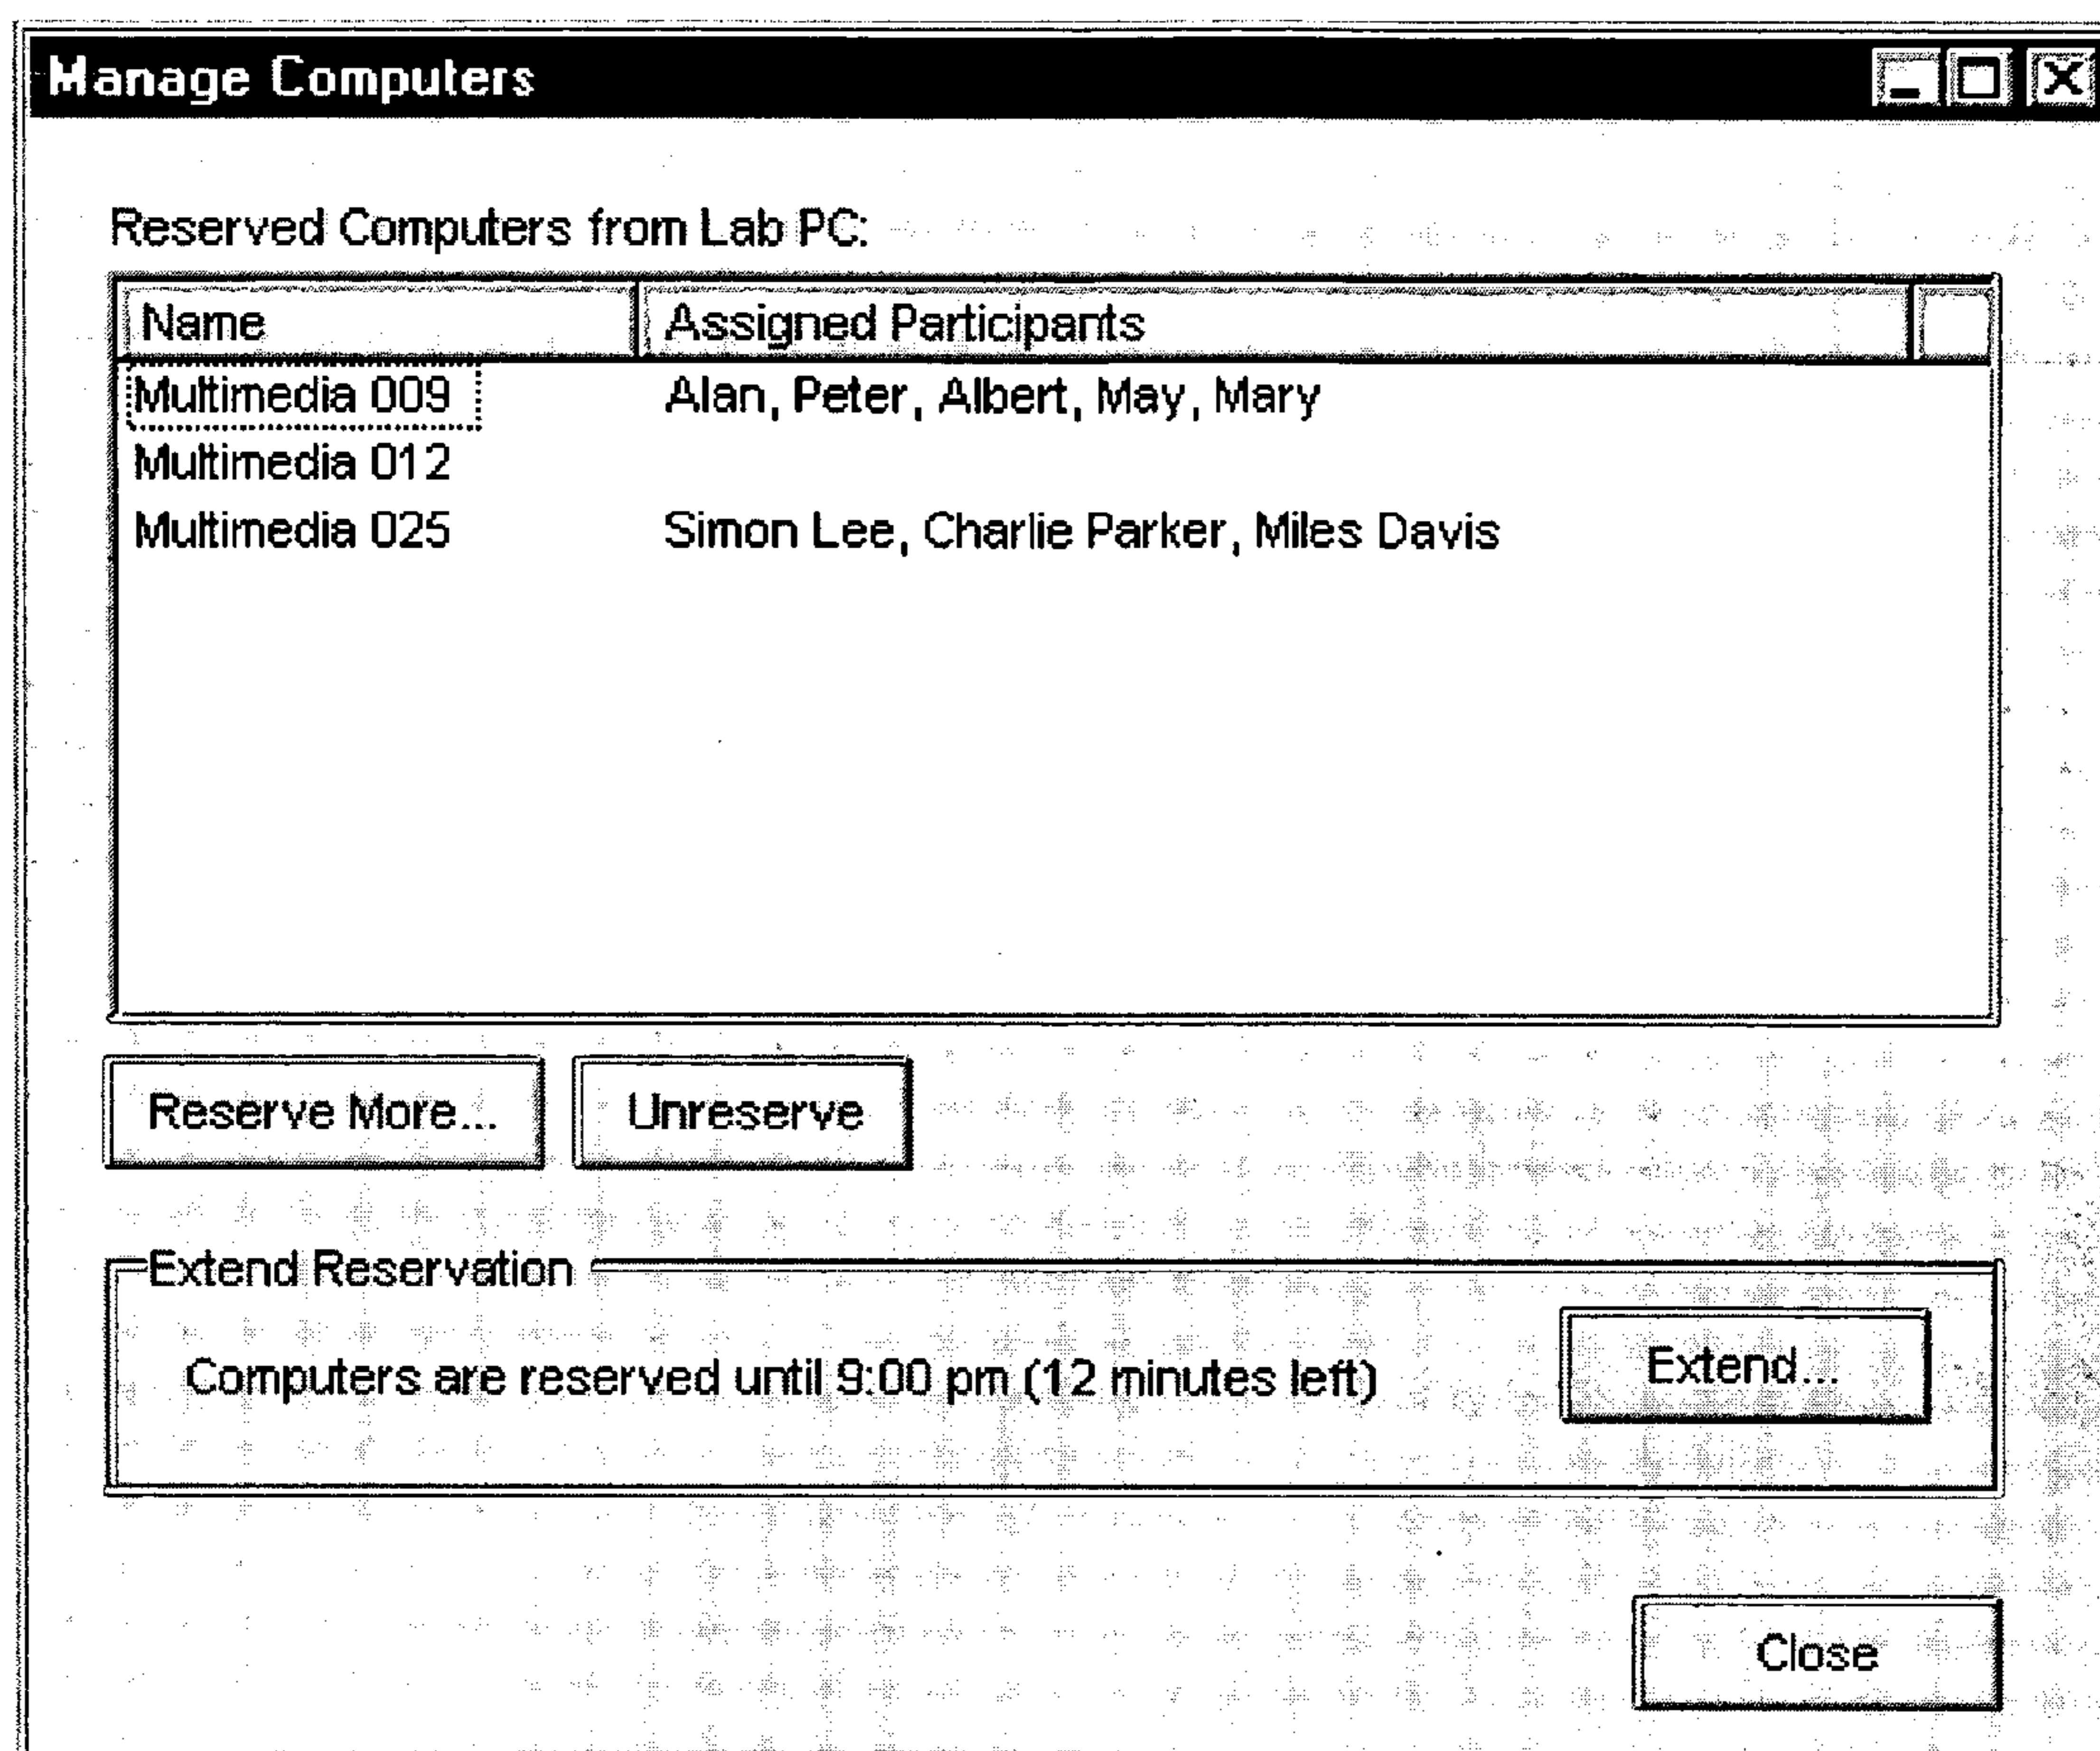 Manage Computers
Reserved Computers from Lab PC:
Name Assigned Participants
Multimedia 009 Alan, Peter, Albert, May, Mary
Multimedia 012
Multimedia 025 Simon Lee, Charlie Parker, Miles Davis
Reserve More... Unreserve
Extend Reservation
Computers are reserved until 9:00 pm (12 minutes left) Extend...
Close